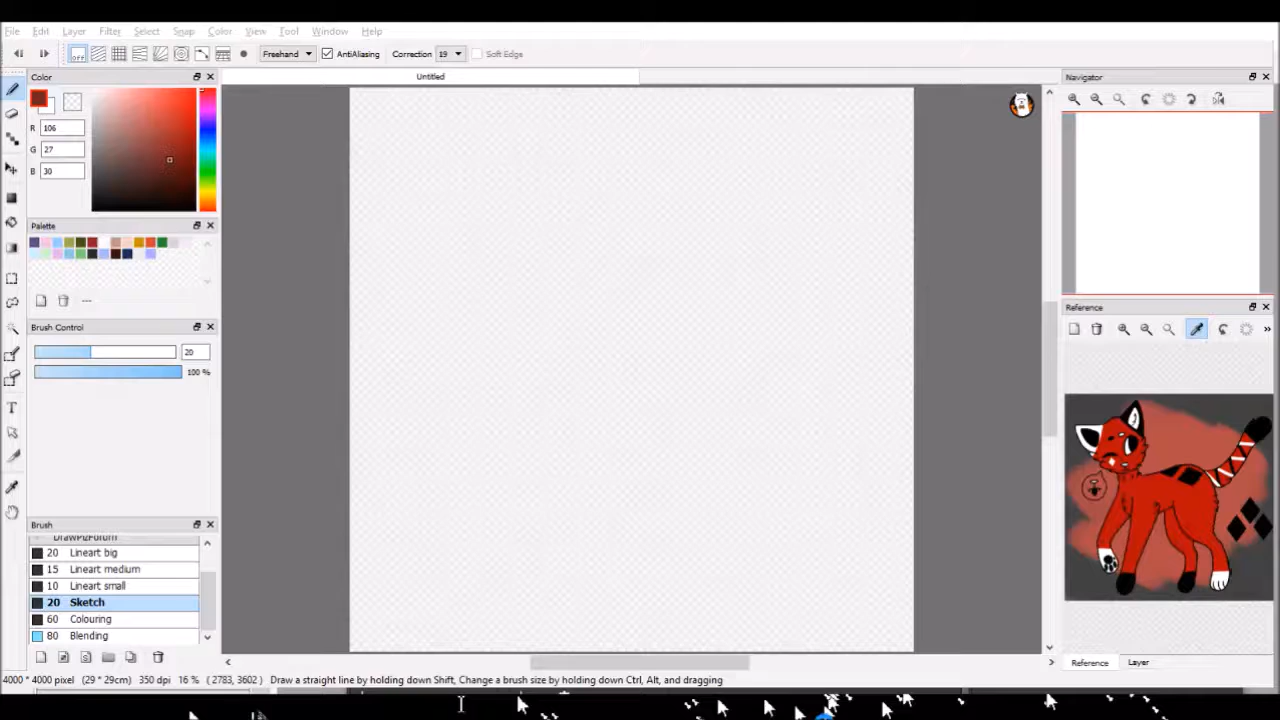 File Edit Layer Filter Select Snap Color View Tool Window Help
OFF Freehand AntiAliasing Correction 19 Soft Edge
Color
Untitled
Navigator
R 106
G 27
B 30
Palette
Brush Control
20
100 %
Reference
Brush
20 Lineart big
15 Lineart medium
10 Lineart small
20 Sketch
60 Colouring
80 Blending
Reference Layer
4000 * 4000 pixel (29 * 29cm) 350 dpi 16 % ( 2783, 3602 ) Draw a straight line by holding down Shift, Change a brush size by holding down Ctrl, Alt, and dragging